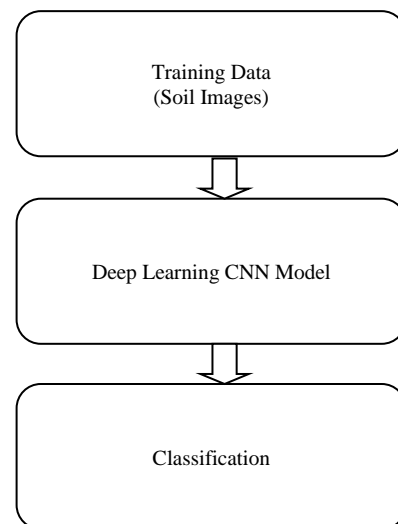 Training Data
(Soil Images)
Deep Learning CNN Model
Classification